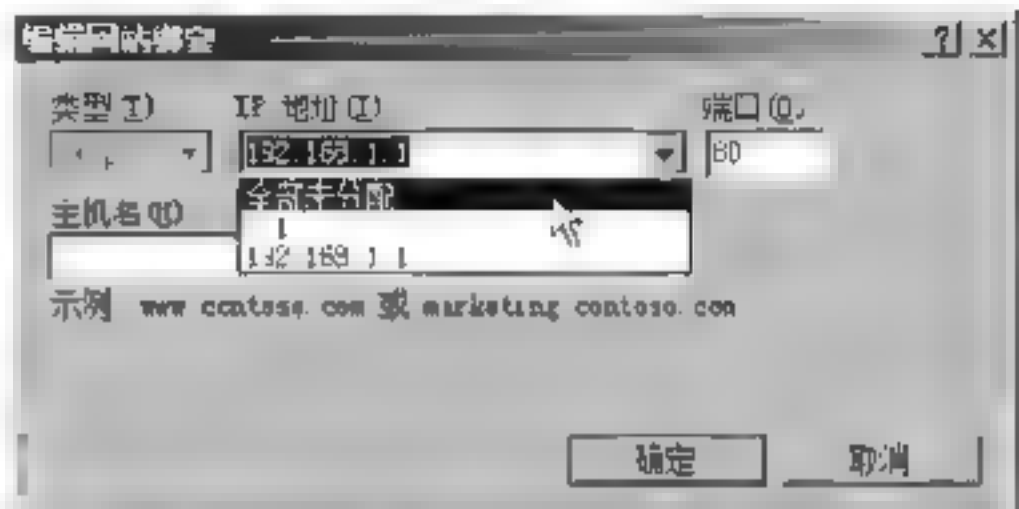 编辑网站绑定
类型(T) IP 地址(I) 端口(O)
192.168.1.1 80
全部未分配
主机名(H)
192.168.1.1
示例 www.contoso.com 或 marketing.contoso.com
确定 取消